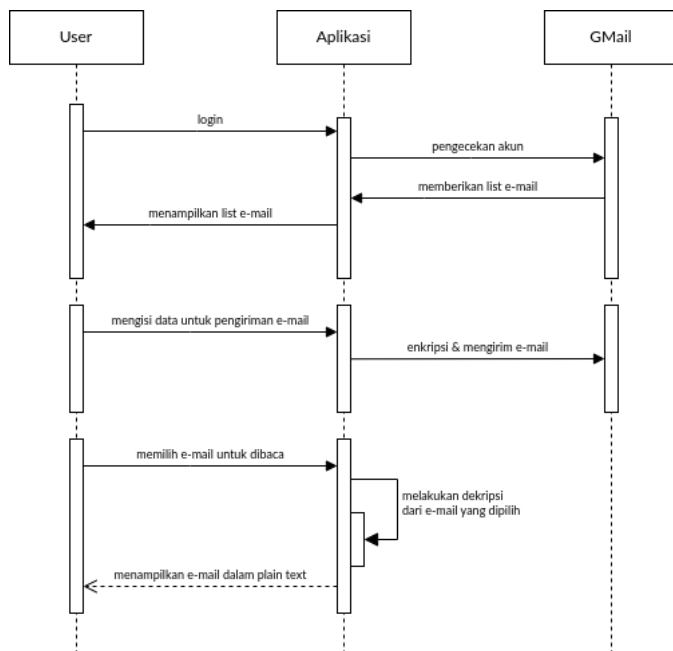 User
Aplikasi
GMail
login
pengecekan akun
memberikan list e-mail
menampilkan list e-mail
mengisi data untuk pengiriman e-mail
enkripsi & mengirim e-mail
memilih e-mail untuk dibaca
melakukan dekripsi
dari e-mail yang dipilih
menampilkan e-mail dalam plain text